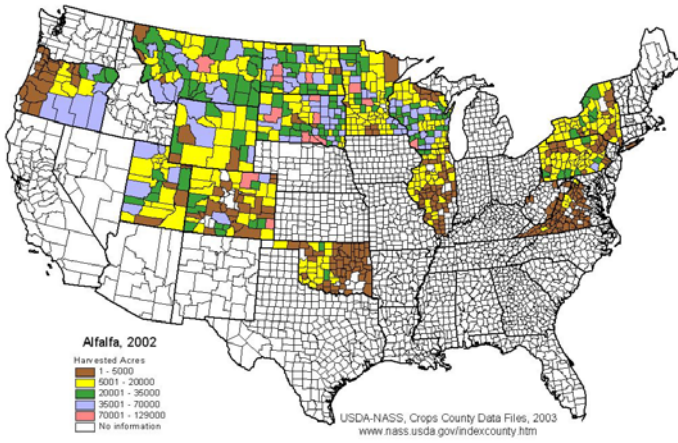 Alfalfa, 2002
Harvested Acres
1 - 5000
5001 - 20000
20001 - 35000
35001 - 70000
70001 - 129000
No information
USDA-NASS, Crops County Data Files, 2003
www.nass.usda.gov/indexcounty.htm